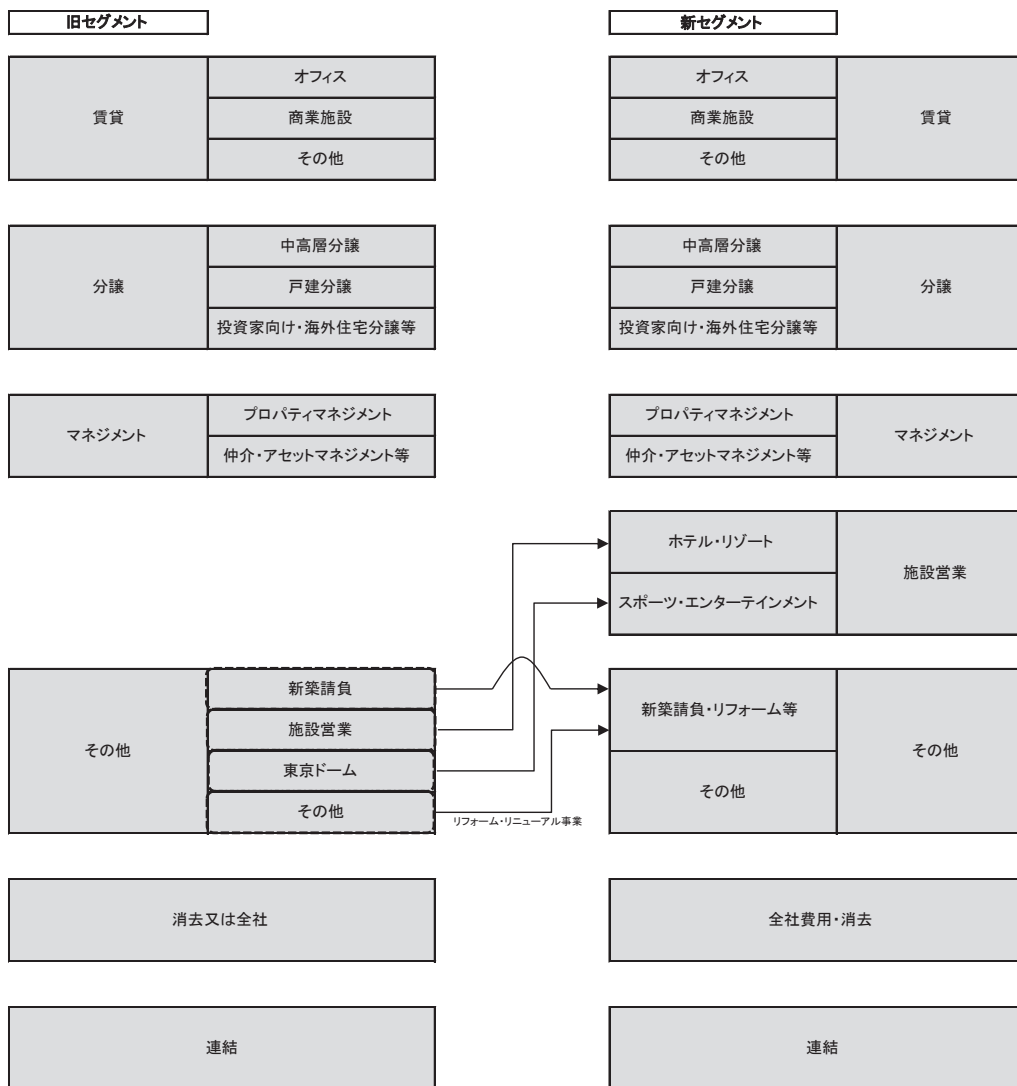 旧セグメント
新セグメント
賃貸
オフィス
商業施設
その他
オフィス
商業施設
その他
賃貸
分譲
中高層分譲
戸建分譲
投資家向け・海外住宅分譲等
中高層分譲
戸建分譲
投資家向け・海外住宅分譲等
分譲
マネジメント
プロパティマネジメント
仲介・アセットマネジメント等
プロパティマネジメント
仲介・アセットマネジメント等
マネジメント
ホテル・リゾート
スポーツ・エンターテインメント
施設営業
その他
新築請負
施設営業
東京ドーム
その他
リフォーム・リニューアル事業
新築請負・リフォーム等
その他
その他
消去又は全社
全社費用・消去
連結
連結